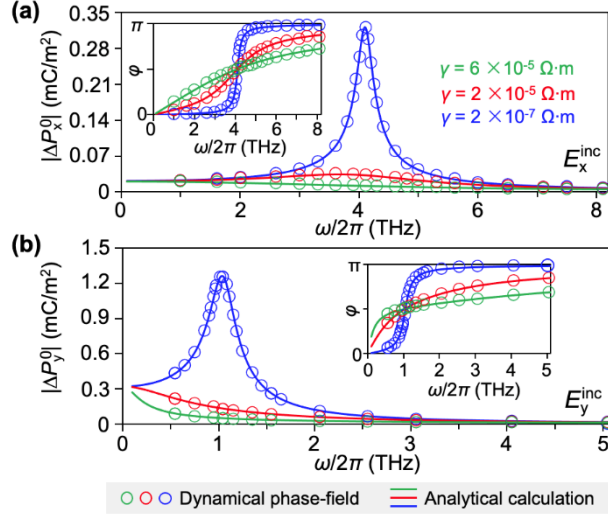 (a)
|ΔP⁰ₓ| (mC/m²)
0.35
0.28
0.21
0.14
0.07
0
π
φ
0
0 2 4 6 8
ω/2π (THz)
γ = 6 ×10⁻⁵ Ω·m
γ = 2 ×10⁻⁵ Ω·m
γ = 2 ×10⁻⁷ Ω·m
Eₓ^inc
0 2 4 6 8
ω/2π (THz)
(b)
|ΔP⁰_y| (mC/m²)
1.5
1.2
0.9
0.6
0.3
0
π
φ
0
0 1 2 3 4 5
ω/2π (THz)
E_y^inc
0 1 2 3 4 5
ω/2π (THz)
Dynamical phase-field
Analytical calculation